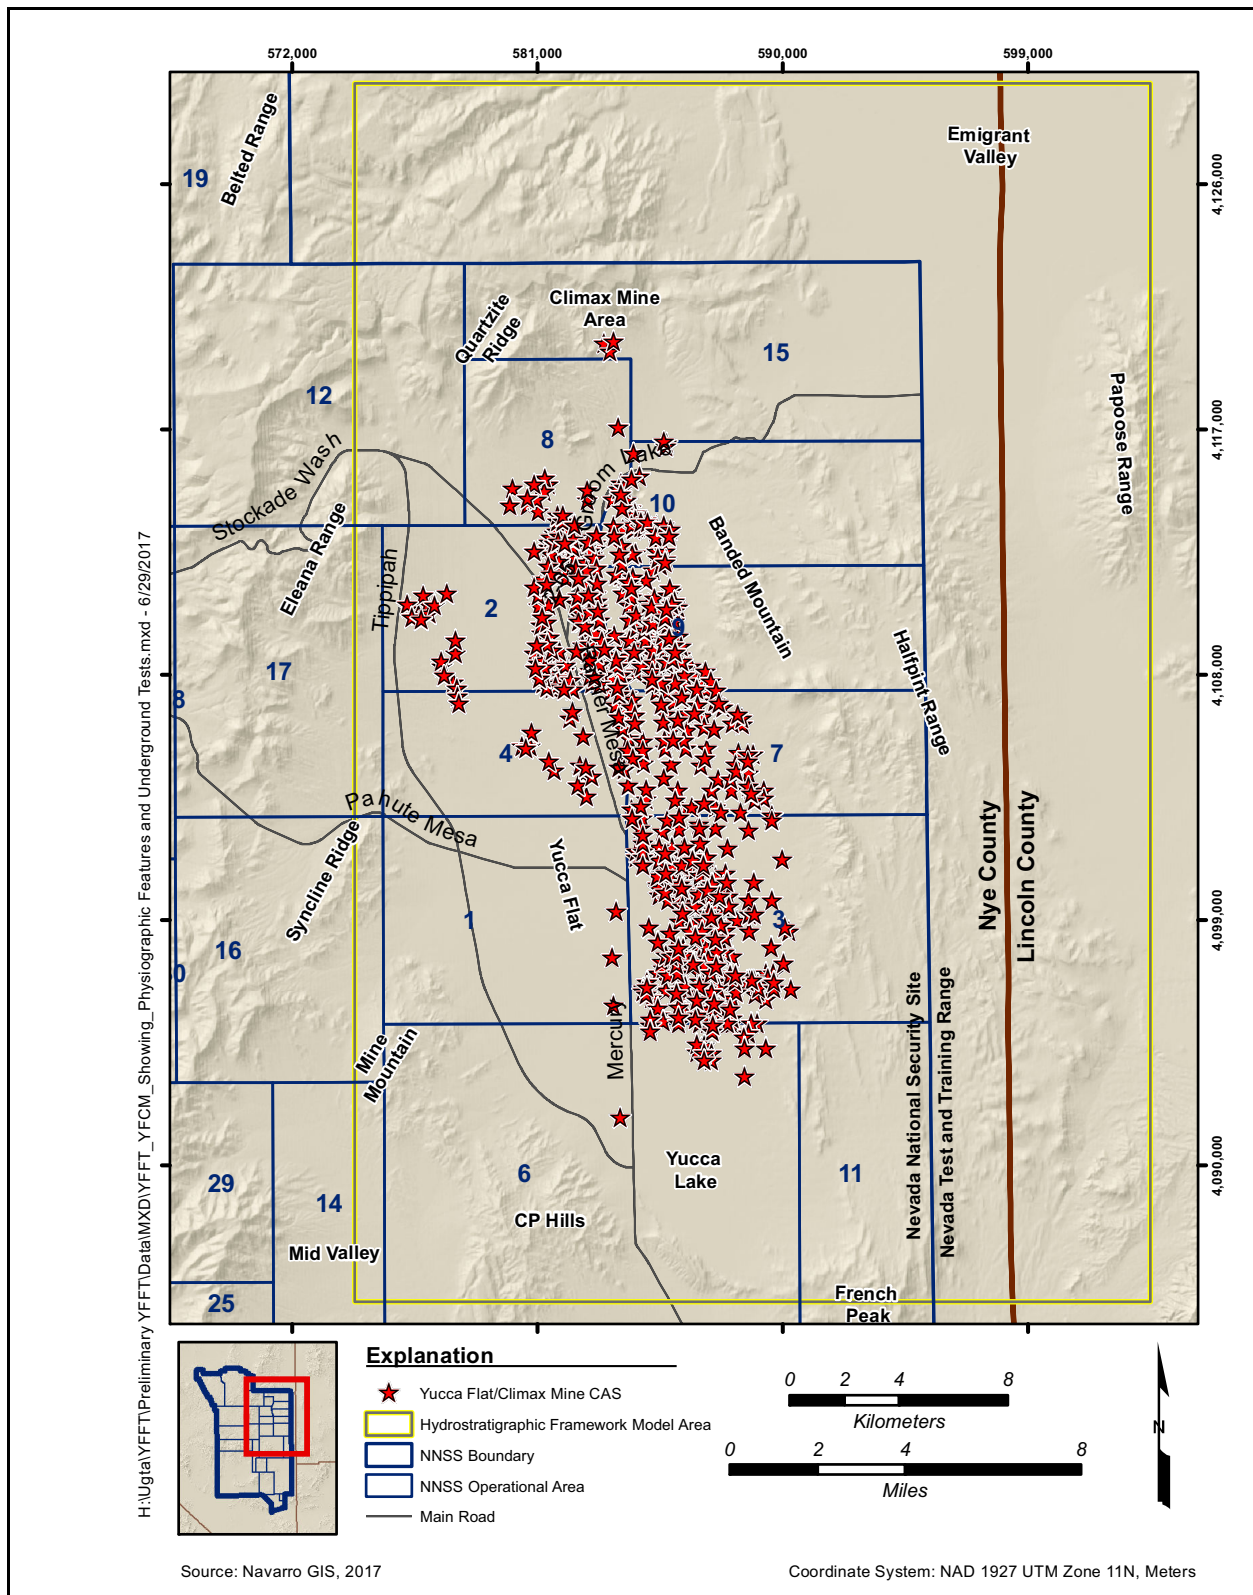 572,000
581,000
590,000
599,000
Belted Range
19
Emigrant
Valley
4,126,000
Climax Mine
Area
Quartzite
Ridge
15
12
Papoose Range
8
4,117,000
Stockade Wash
Groom Lake
10
Eleana Range
Banded Mountain
Tippipah
2
9
Halfpint Range
17
8
4,108,000
Mesa
4
7
Pahute Mesa
Nye County
Lincoln County
Syncline Ridge
Yucca Flat
1
3
16
0
4,099,000
Mine
Mountain
Mercury
Nevada National Security Site
Nevada Test and Training Range
Yucca
Lake
4,090,000
29
14
6
11
CP Hills
Mid Valley
25
French
Peak
H:\Ugta\YFFT\Preliminary YFFT\Data\MXD\YFFT_YFCM_Showing_Physiographic Features and Underground Tests.mxd - 6/29/2017
Explanation
Yucca Flat/Climax Mine CAS
Hydrostratigraphic Framework Model Area
NNSS Boundary
NNSS Operational Area
Main Road
0 2 4 8
Kilometers
0 2 4 8
Miles
N
Source: Navarro GIS, 2017
Coordinate System: NAD 1927 UTM Zone 11N, Meters